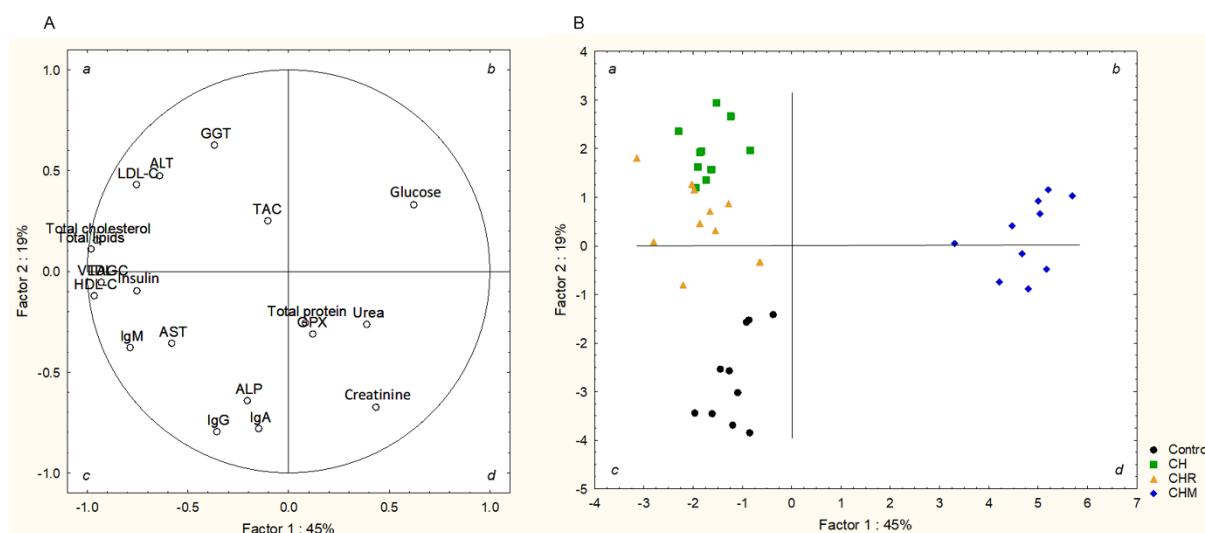 A
a
b
1.0
0.5
0.0
-0.5
-1.0
Factor 2 : 19%
GGT
ALT
LDL-C
Glucose
TAC
Total cholesterol
Total lipids
HDL-C
Insulin
Total protein
GPX
Urea
IgM
AST
ALP
Creatinine
IgG
IgA
c
d
-1.0 -0.5 0.0 0.5 1.0
Factor 1 : 45%
B
a
b
4
3
2
1
0
-1
-2
-3
-4
-5
Factor 2 : 19%
c
d
-4 -3 -2 -1 0 1 2 3 4 5 6 7
Factor 1 : 45%
Control
CH
CHR
CHM